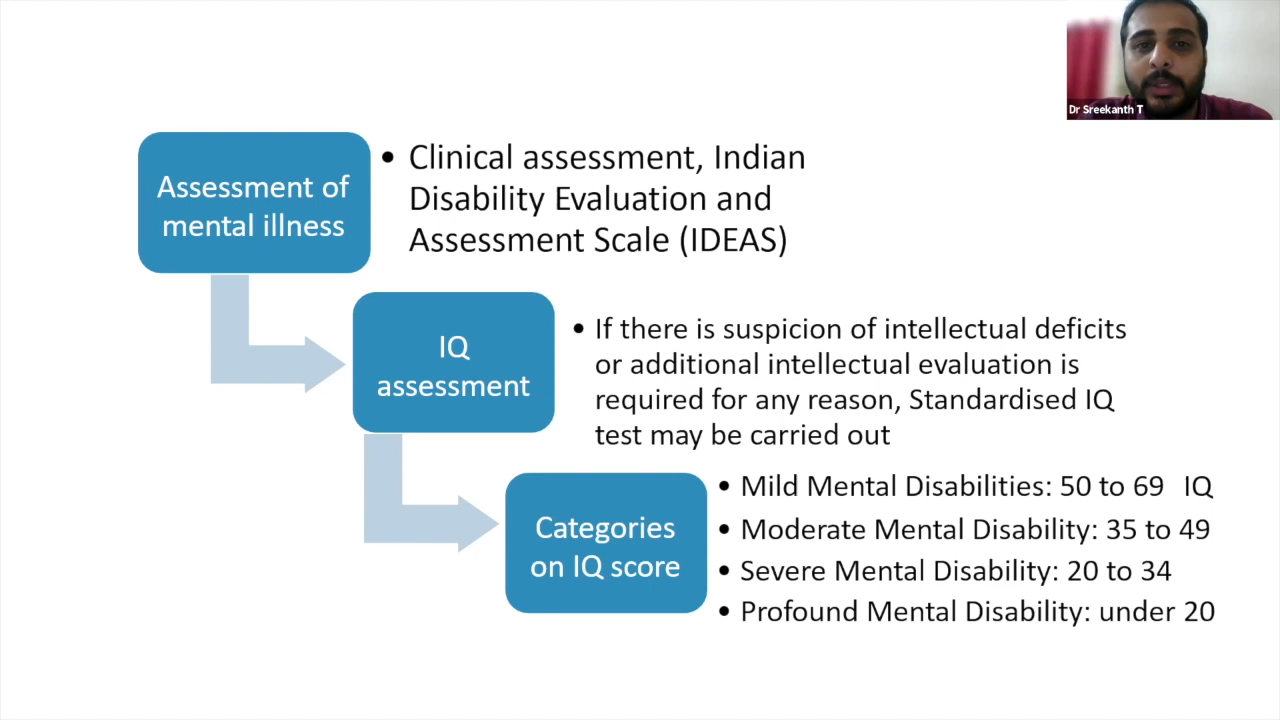 Dr Sreekanth T
Assessment of
mental illness
• Clinical assessment, Indian
Disability Evaluation and
Assessment Scale (IDEAS)
IQ
assessment
• If there is suspicion of intellectual deficits
or additional intellectual evaluation is
required for any reason, Standardised IQ
test may be carried out
Categories
on IQ score
• Mild Mental Disabilities: 50 to 69 IQ
• Moderate Mental Disability: 35 to 49
• Severe Mental Disability: 20 to 34
• Profound Mental Disability: under 20